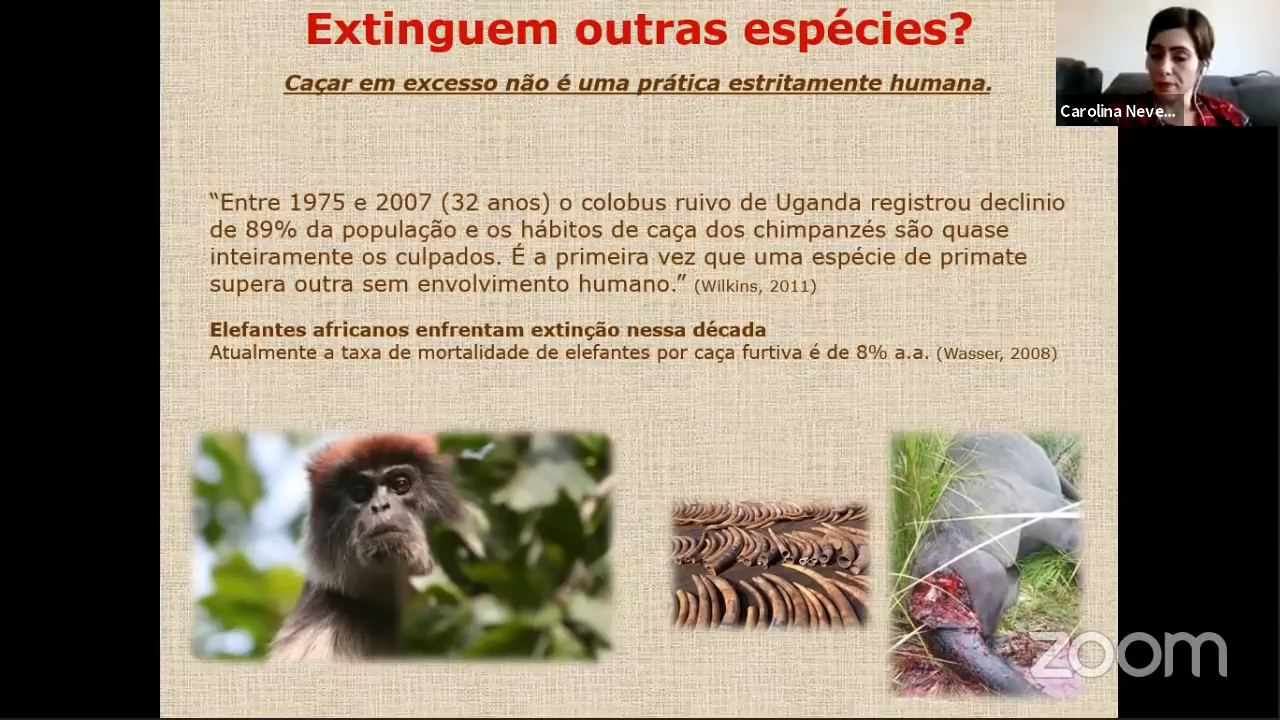 Extinguem outras espécies?
Caçar em excesso não é uma prática estritamente humana.
Carolina Neve...
“Entre 1975 e 2007 (32 anos) o colobus ruivo de Uganda registrou declinio
de 89% da população e os hábitos de caça dos chimpanzés são quase
inteiramente os culpados. É a primeira vez que uma espécie de primate
supera outra sem envolvimento humano.” (Wilkins, 2011)
Elefantes africanos enfrentam extinção nessa década
Atualmente a taxa de mortalidade de elefantes por caça furtiva é de 8% a.a. (Wasser, 2008)
zoom